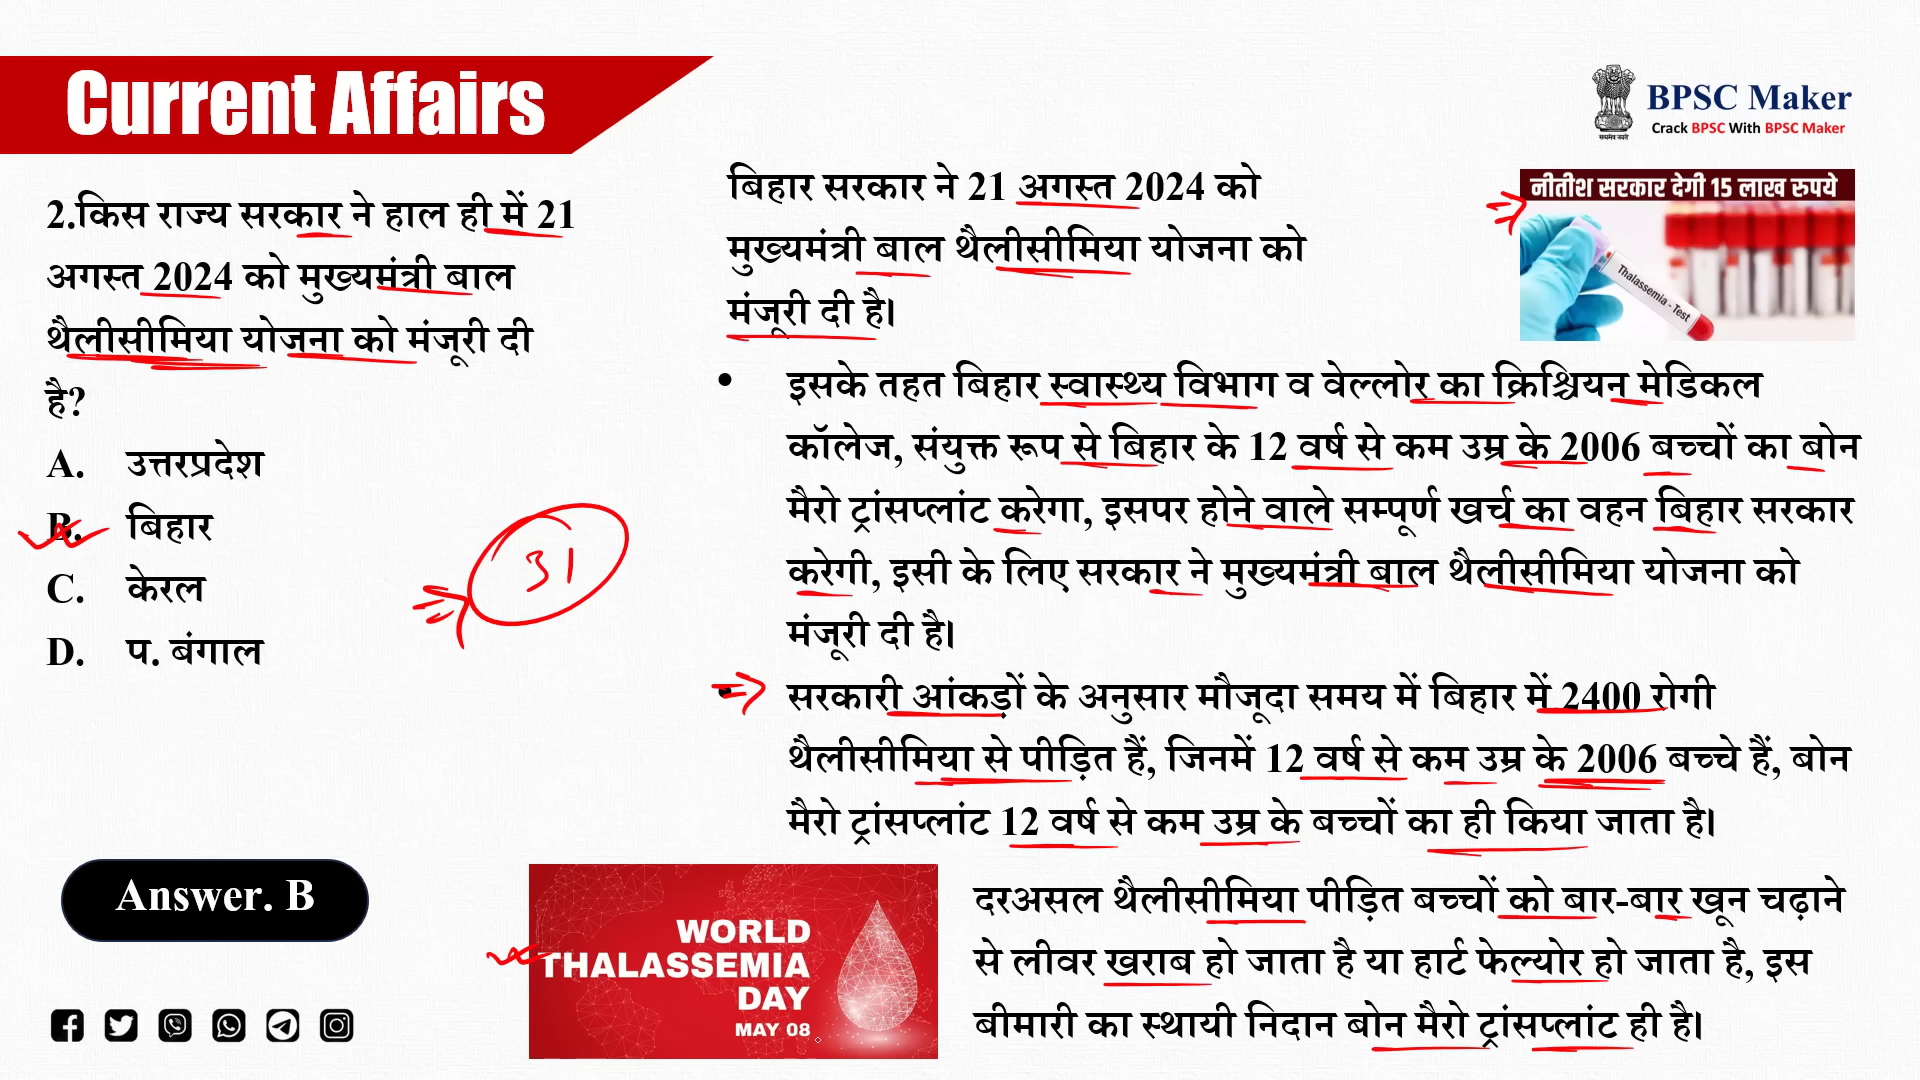 Current Affairs
BPSC Maker
Crack BPSC With BPSC Maker
सत्यमेव जयते
2.किस राज्य सरकार ने हाल ही में 21
अगस्त 2024 को मुख्यमंत्री बाल
थैलीसीमिया योजना को मंजूरी दी
है?
A. उत्तरप्रदेश
B. बिहार
C. केरल
D. प. बंगाल
31
Answer. B
बिहार सरकार ने 21 अगस्त 2024 को
मुख्यमंत्री बाल थैलीसीमिया योजना को
मंजूरी दी है।
नीतीश सरकार देगी 15 लाख रुपये
Thalassemia - Test
• इसके तहत बिहार स्वास्थ्य विभाग व वेल्लोर का क्रिश्चियन मेडिकल
कॉलेज, संयुक्त रूप से बिहार के 12 वर्ष से कम उम्र के 2006 बच्चों का बोन
मैरो ट्रांसप्लांट करेगा, इसपर होने वाले सम्पूर्ण खर्च का वहन बिहार सरकार
करेगी, इसी के लिए सरकार ने मुख्यमंत्री बाल थैलीसीमिया योजना को
मंजूरी दी है।
• सरकारी आंकड़ों के अनुसार मौजूदा समय में बिहार में 2400 रोगी
थैलीसीमिया से पीड़ित हैं, जिनमें 12 वर्ष से कम उम्र के 2006 बच्चे हैं, बोन
मैरो ट्रांसप्लांट 12 वर्ष से कम उम्र के बच्चों का ही किया जाता है।
WORLD
THALASSEMIA
DAY
MAY 08
दरअसल थैलीसीमिया पीड़ित बच्चों को बार-बार खून चढ़ाने
से लीवर खराब हो जाता है या हार्ट फेल्योर हो जाता है, इस
बीमारी का स्थायी निदान बोन मैरो ट्रांसप्लांट ही है।